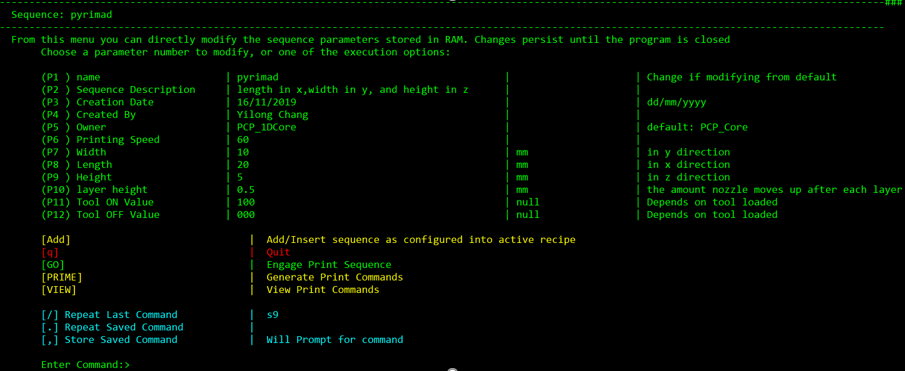 ###
Sequence: pyrimad
From this menu you can directly modify the sequence parameters stored in RAM. Changes persist until the program is closed
Choose a parameter number to modify, or one of the execution options:
(P1 ) name | pyrimad | | Change if modifying from default
(P2 ) Sequence Description | length in x,width in y, and height in z | |
(P3 ) Creation Date | 16/11/2019 | | dd/mm/yyyy
(P4 ) Created By | Yilong Chang | |
(P5 ) Owner | PCP_1DCore | | default: PCP_Core
(P6 ) Printing Speed | 60 | |
(P7 ) Width | 10 | mm | in y direction
(P8 ) Length | 20 | mm | in x direction
(P9 ) Height | 5 | mm | in z direction
(P10) layer height | 0.5 | mm | the amount nozzle moves up after each layer
(P11) Tool ON Value | 100 | null | Depends on tool loaded
(P12) Tool OFF Value | 000 | null | Depends on tool loaded
[Add] | Add/Insert sequence as configured into active recipe
[q] | Quit
[GO] | Engage Print Sequence
[PRIME] | Generate Print Commands
[VIEW] | View Print Commands
[/] Repeat Last Command | s9
[.] Repeat Saved Command |
[,] Store Saved Command | Will Prompt for command
Enter Command:>